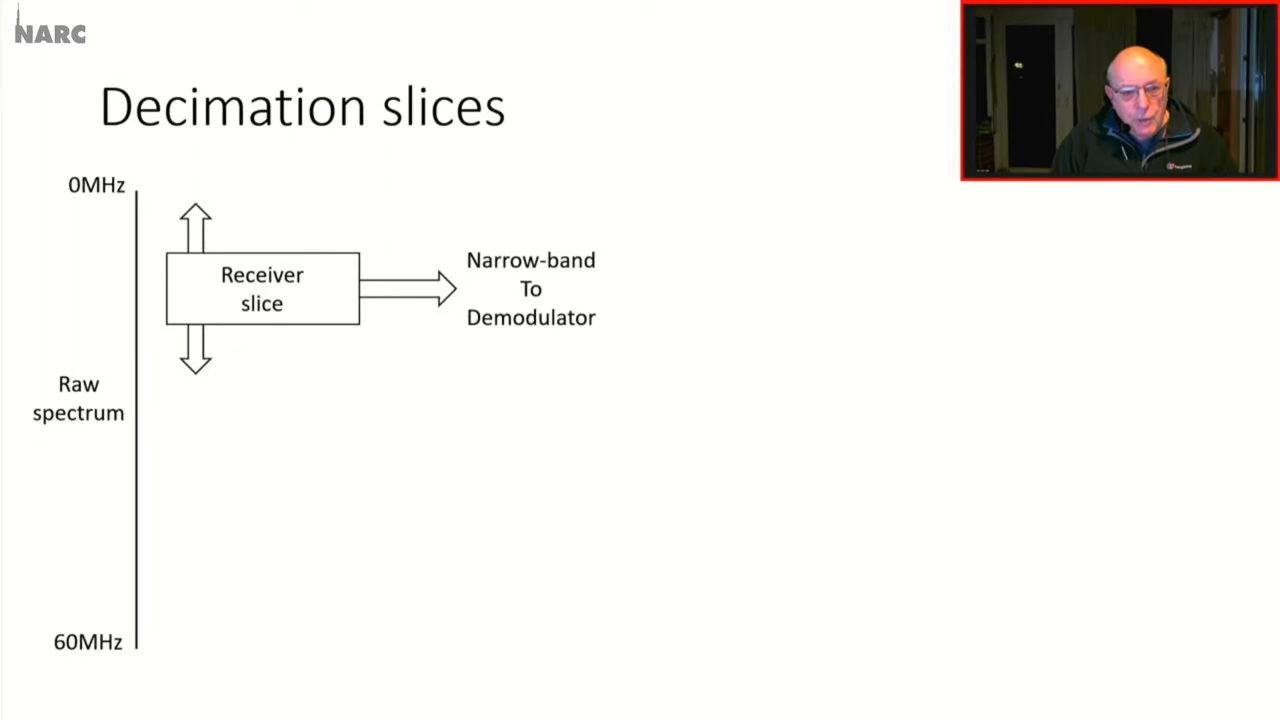 NARC
Decimation slices
0MHz
Receiver
slice
Narrow-band
To
Demodulator
Raw
spectrum
60MHz